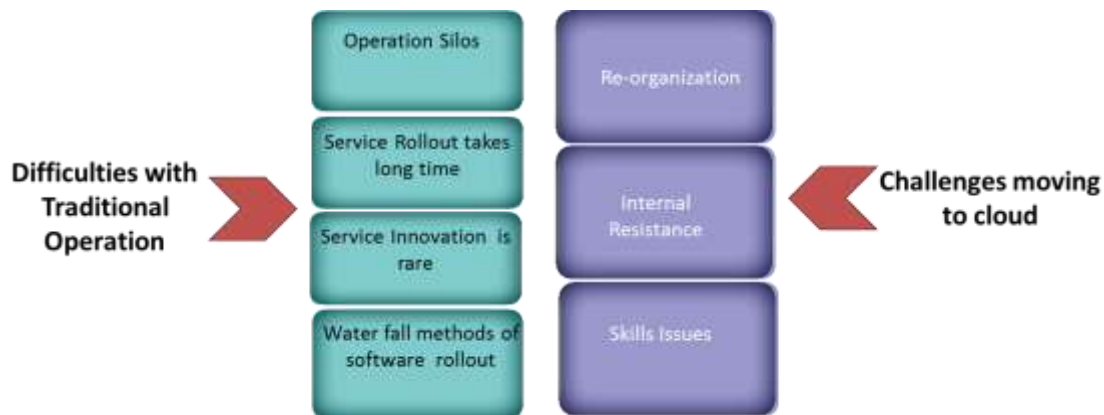 Difficulties with
Traditional
Operation
Operation Silos
Service Rollout takes
long time
Service Innovation is
rare
Water fall methods of
software rollout
Re-organization
Internal
Resistance
Skills Issues
Challenges moving
to cloud